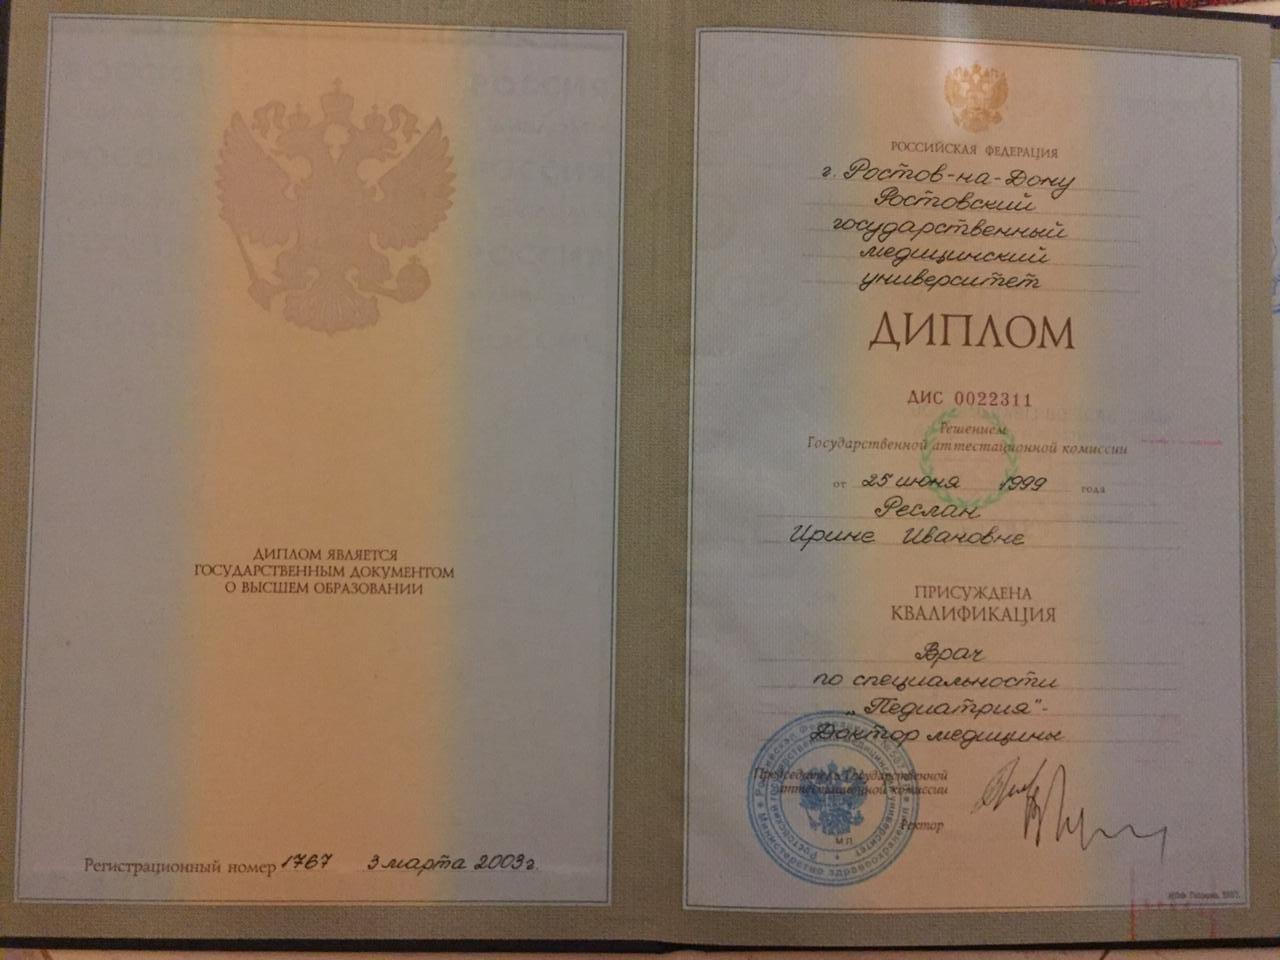 ДИПЛОМ ЯВЛЯЕТСЯ
ГОСУДАРСТВЕННЫМ ДОКУМЕНТОМ
О ВЫСШЕМ ОБРАЗОВАНИИ
Регистрационный номер 1767 3 марта 2003г.
РОССИЙСКАЯ ФЕДЕРАЦИЯ
г. Ростов-на-Дону
Ростовский
государственный
медицинский
университет
ДИПЛОМ
ДИС 0022311
Решением
Государственной аттестационной комиссии
от 25 июня 1999 года
Реслан
Ирине Ивановне
ПРИСУЖДЕНА
КВАЛИФИКАЦИЯ
Врач
по специальности
„Педиатрия"-
Доктор медицины
Председатель Государственной
аттестационной комиссии
Ректор
МП